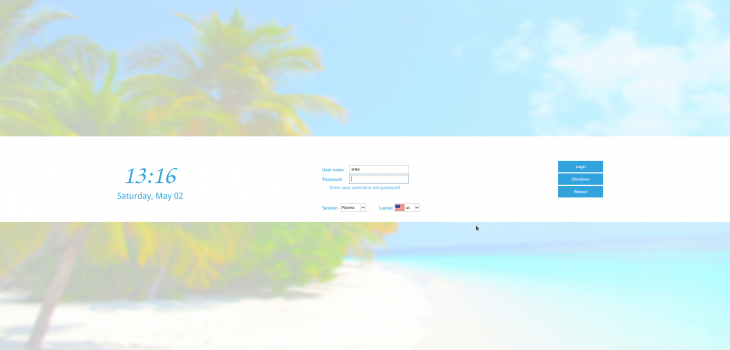 13:16
Saturday, May 02
User name
anke
Password
Enter your username and password
Session
Plasma
Layout
us
Login
Shutdown
Reboot